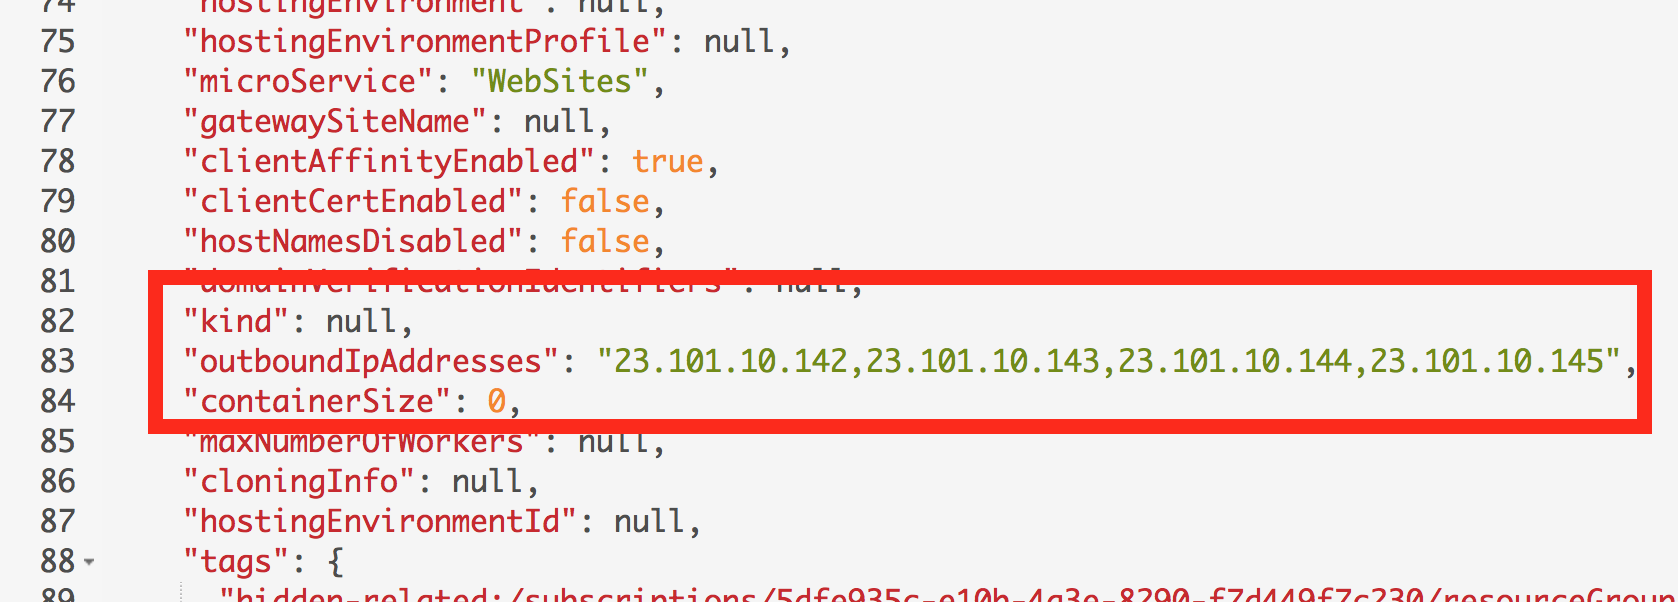 74 "hostingEnvironment": null,
75 "hostingEnvironmentProfile": null,
76 "microService": "WebSites",
77 "gatewaySiteName": null,
78 "clientAffinityEnabled": true,
79 "clientCertEnabled": false,
80 "hostNamesDisabled": false,
81 "domainVerificationIdentifiers": null,
82 "kind": null,
83 "outboundIpAddresses": "23.101.10.142,23.101.10.143,23.101.10.144,23.101.10.145",
84 "containerSize": 0,
85 "maxNumberOfWorkers": null,
86 "cloningInfo": null,
87 "hostingEnvironmentId": null,
88 "tags": {
89 "hidden-related:/subscriptions/5dfe935c-e10b-4a3e-8290-f7d449f7c230/resourceGroup